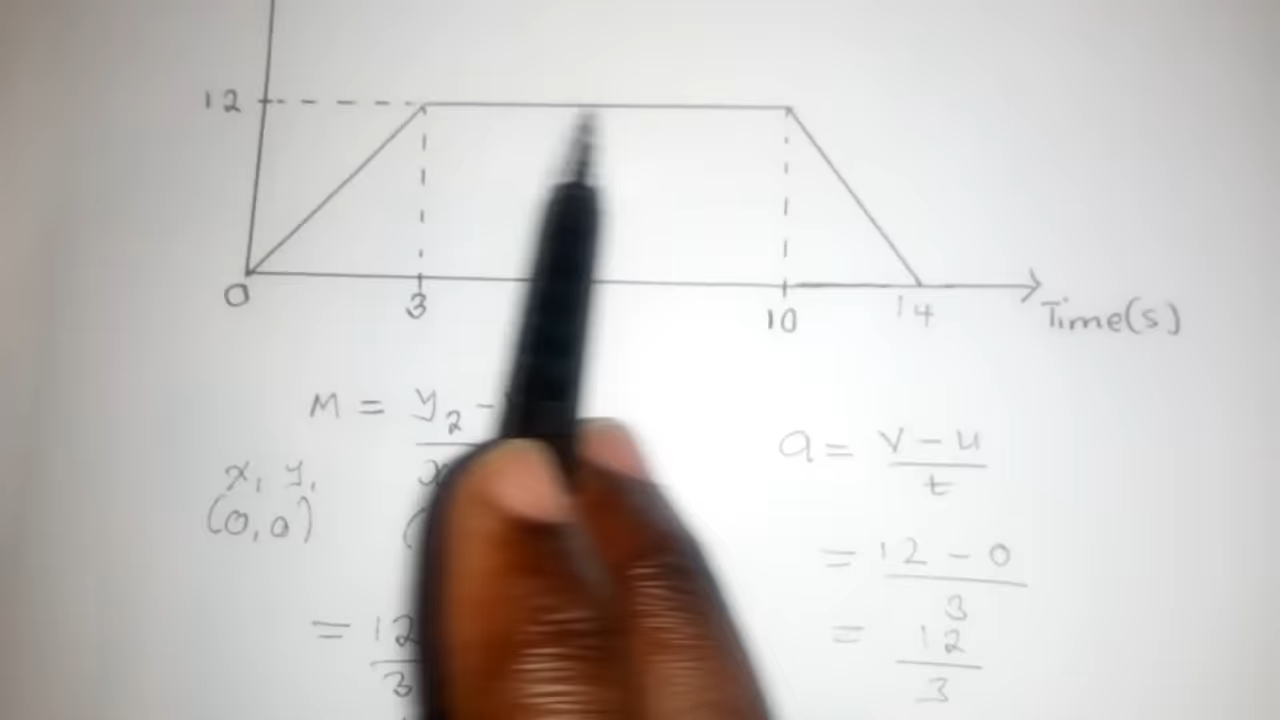 12
0 3 10 14 Time(s)
M = y₂ -
x₁ y₁
(0,0)
= 12
3
a = v - u
t
= 12 - 0
3
= 12
3